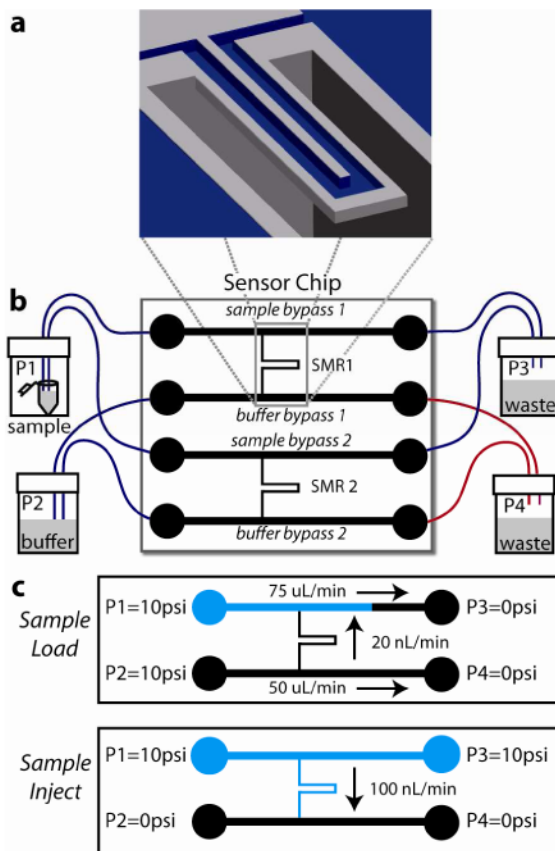 a
Sensor Chip
b
sample bypass 1
P1
P3
SMR1
sample
waste
buffer bypass 1
sample bypass 2
P2
P4
SMR 2
buffer
waste
buffer bypass 2
c
75 uL/min
P1=10psi
P3=0psi
Sample
Load
20 nL/min
P2=10psi
P4=0psi
50 uL/min
P1=10psi
P3=10psi
Sample
Inject
100 nL/min
P2=0psi
P4=0psi